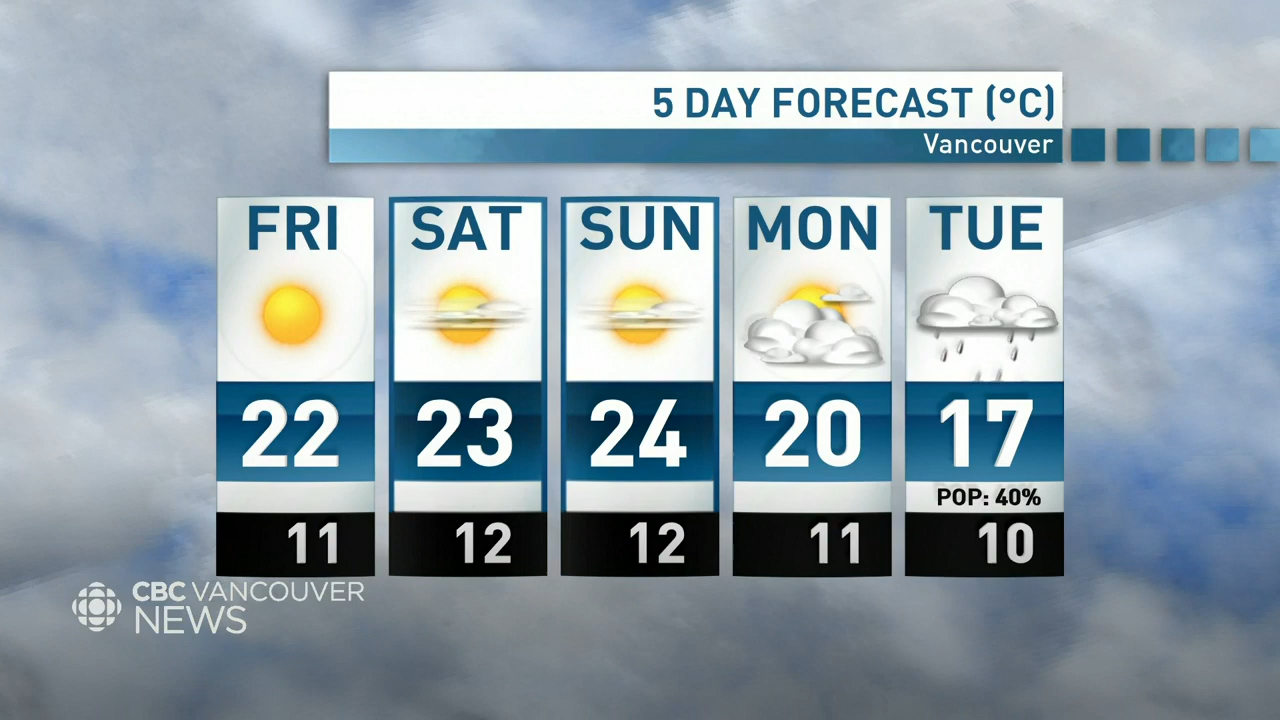 5 DAY FORECAST (°C)
Vancouver
FRI SAT SUN MON TUE
22 23 24 20 17
POP: 40%
11 12 12 11 10
CBC VANCOUVER
NEWS